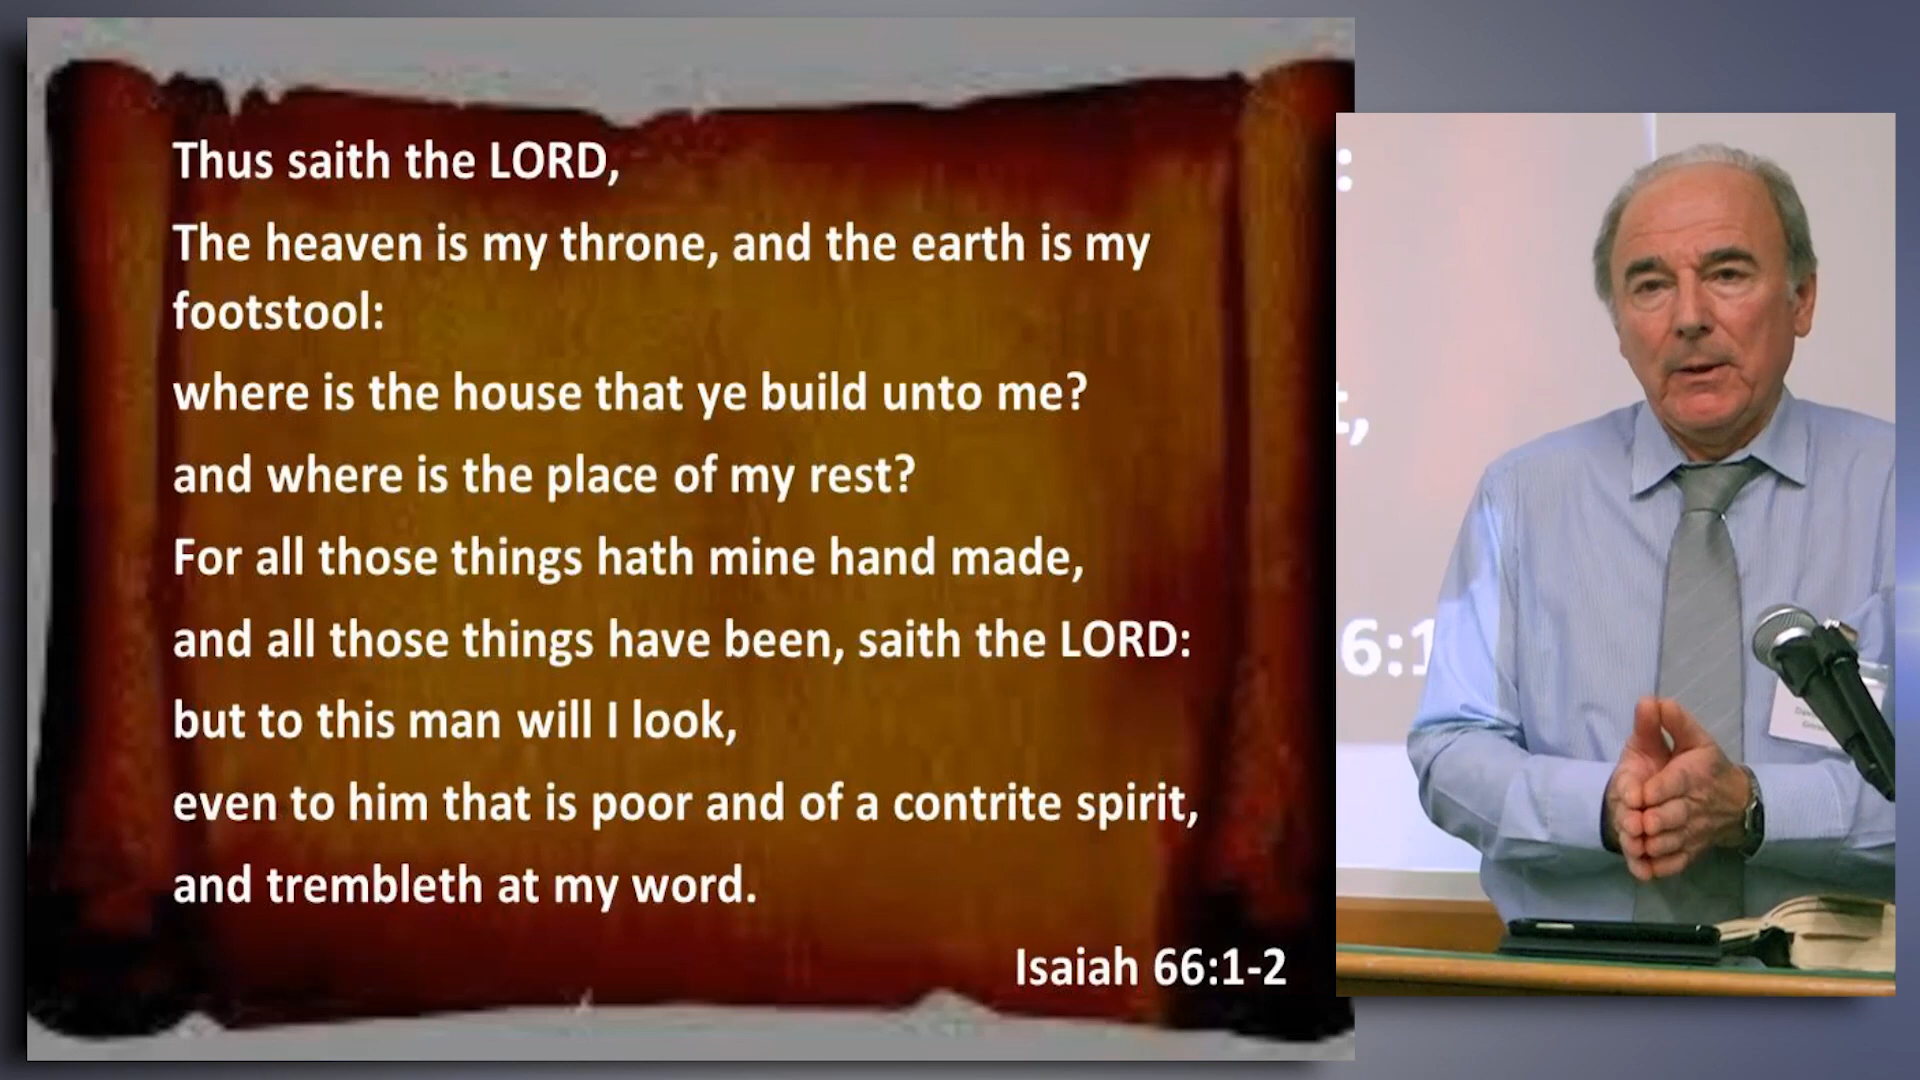 Thus saith the LORD,
The heaven is my throne, and the earth is my
footstool:
where is the house that ye build unto me?
and where is the place of my rest?
For all those things hath mine hand made,
and all those things have been, saith the LORD:
but to this man will I look,
even to him that is poor and of a contrite spirit,
and trembleth at my word.
Isaiah 66:1-2
:
t,
6:1